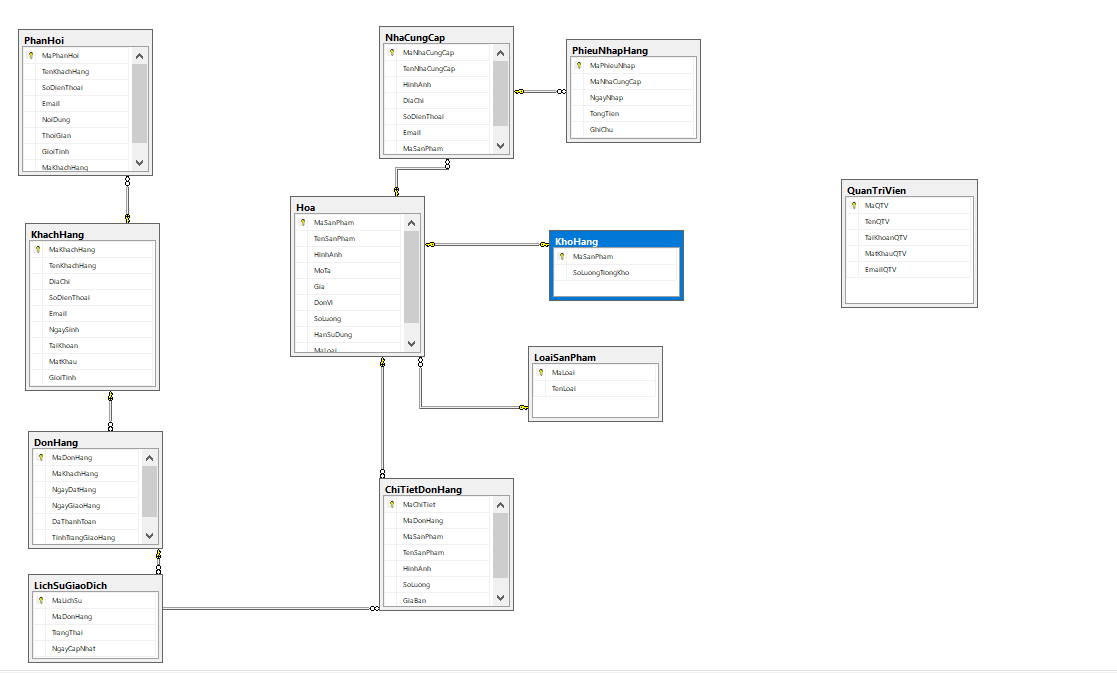 PhanHoi
MaPhanHoi
TenKhachHang
SoDienThoai
Email
NoiDung
ThoiGian
GioiTinh
MaKhachHang
NhaCungCap
MaNhaCungCap
TenNhaCungCap
HinhAnh
DiaChi
SoDienThoai
Email
MaSanPham
PhieuNhapHang
MaPhieuNhap
MaNhaCungCap
NgayNhap
TongTien
GhiChu
QuanTriVien
MaQTV
TenQTV
TaiKhoanQTV
MatKhauQTV
EmailQTV
Hoa
MaSanPham
TenSanPham
HinhAnh
MoTa
Gia
DonVi
SoLuong
HanSuDung
MaLoai
KhoHang
MaSanPham
SoLuongTrongKho
KhachHang
MaKhachHang
TenKhachHang
DiaChi
SoDienThoai
Email
NgaySinh
TaiKhoan
MatKhau
GioiTinh
LoaiSanPham
MaLoai
TenLoai
DonHang
MaDonHang
MaKhachHang
NgayDatHang
NgayGiaoHang
DaThanhToan
TinhTrangGiaoHang
ChiTietDonHang
MaChiTiet
MaDonHang
MaSanPham
TenSanPham
HinhAnh
SoLuong
GiaBan
LichSuGiaoDich
MaLichSu
MaDonHang
TrangThai
NgayCapNhat